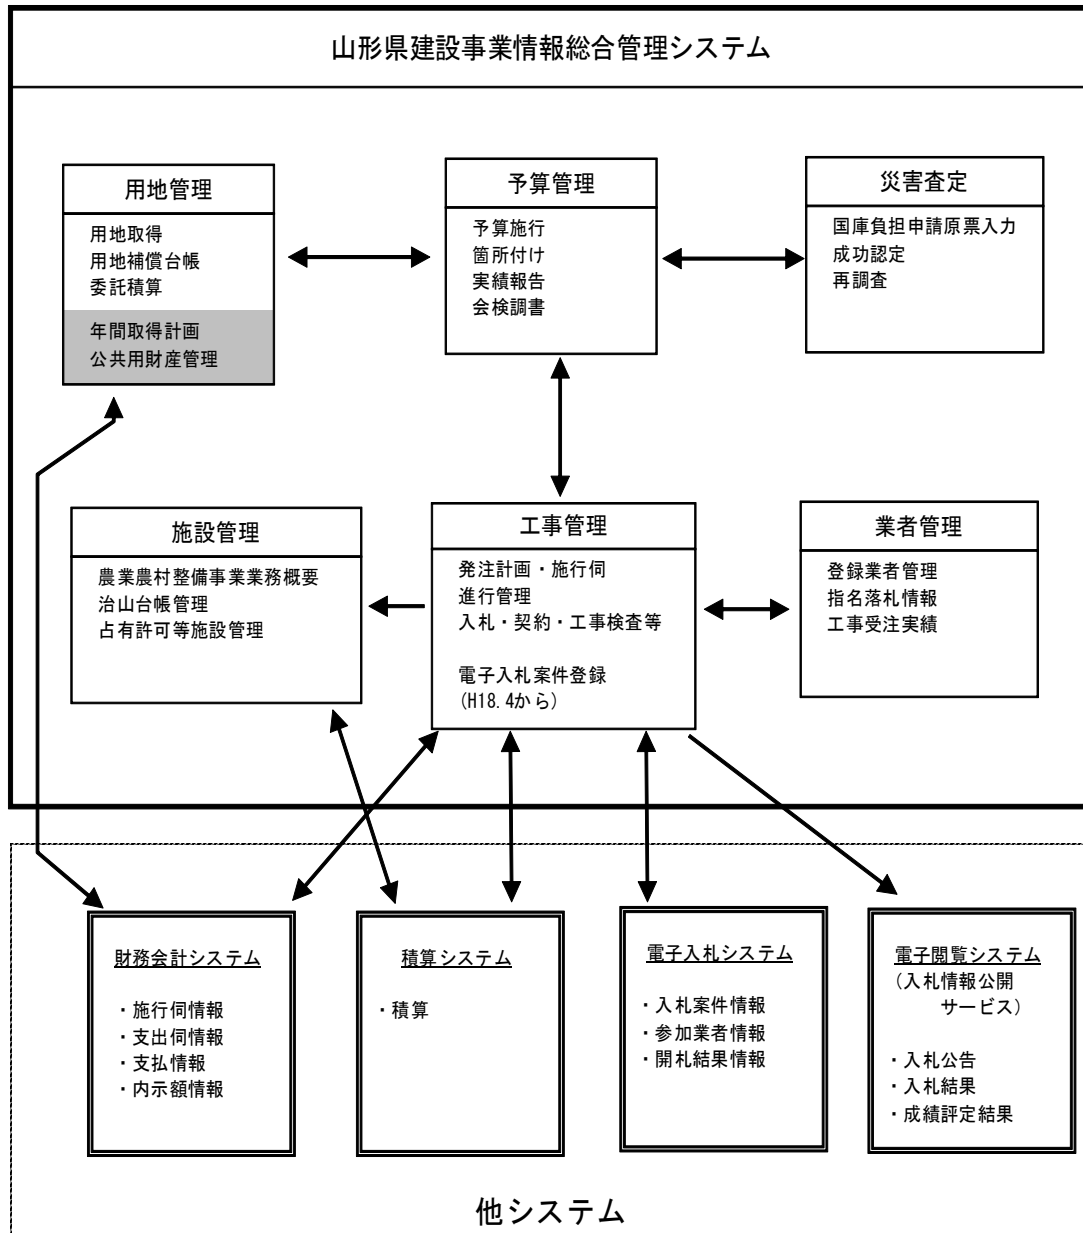 山形県建設事業情報総合管理システム
用地管理
用地取得
用地補償台帳
委託積算
年間取得計画
公共用財産管理
予算管理
予算施行
箇所付け
実績報告
会検調書
災害査定
国庫負担申請原票入力
成功認定
再調査
施設管理
農業農村整備事業業務概要
治山台帳管理
占有許可等施設管理
工事管理
発注計画・施行伺
進行管理
入札・契約・工事検査等
電子入札案件登録
(H18.4から)
業者管理
登録業者管理
指名落札情報
工事受注実績
財務会計システム
・施行伺情報
・支出伺情報
・支払情報
・内示額情報
積算システム
・積算
電子入札システム
・入札案件情報
・参加業者情報
・開札結果情報
電子閲覧システム
(入札情報公開
サービス)
・入札公告
・入札結果
・成績評定結果
他システム